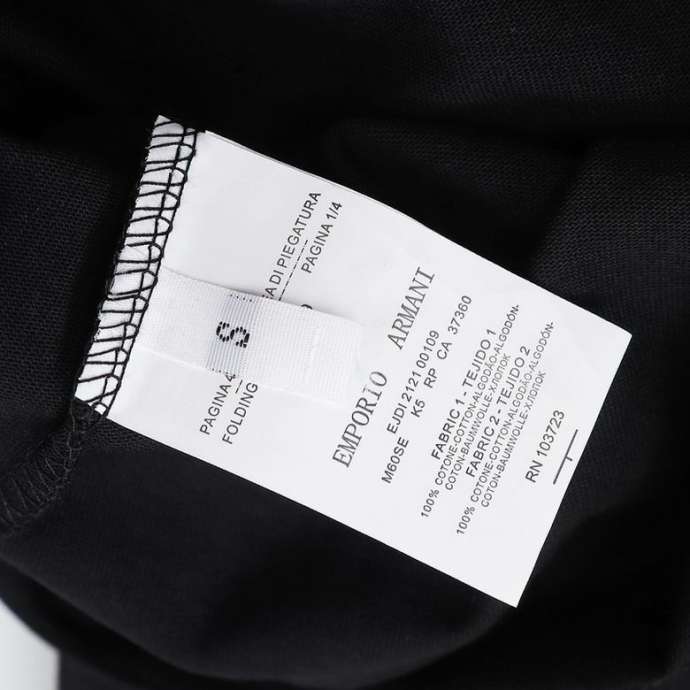 S
A DI PIEGATURA
PAGINA 1/4
PAGINA 4
FOLDING
EMPORIO ARMANI
EJDI 212100109
M60SE K5 RP CA 37360
FABRIC 1 - TEJIDO 1
100% COTONE-COTTON-ALGODÃO-ALGODÓN-
COTON-BAUMWOLLE-ХЛОПОК
FABRIC 2 - TEJIDO 2
100% COTONE-COTTON-ALGODÃO-ALGODÓN-
COTON-BAUMWOLLE-ХЛОПОК
RN 103723